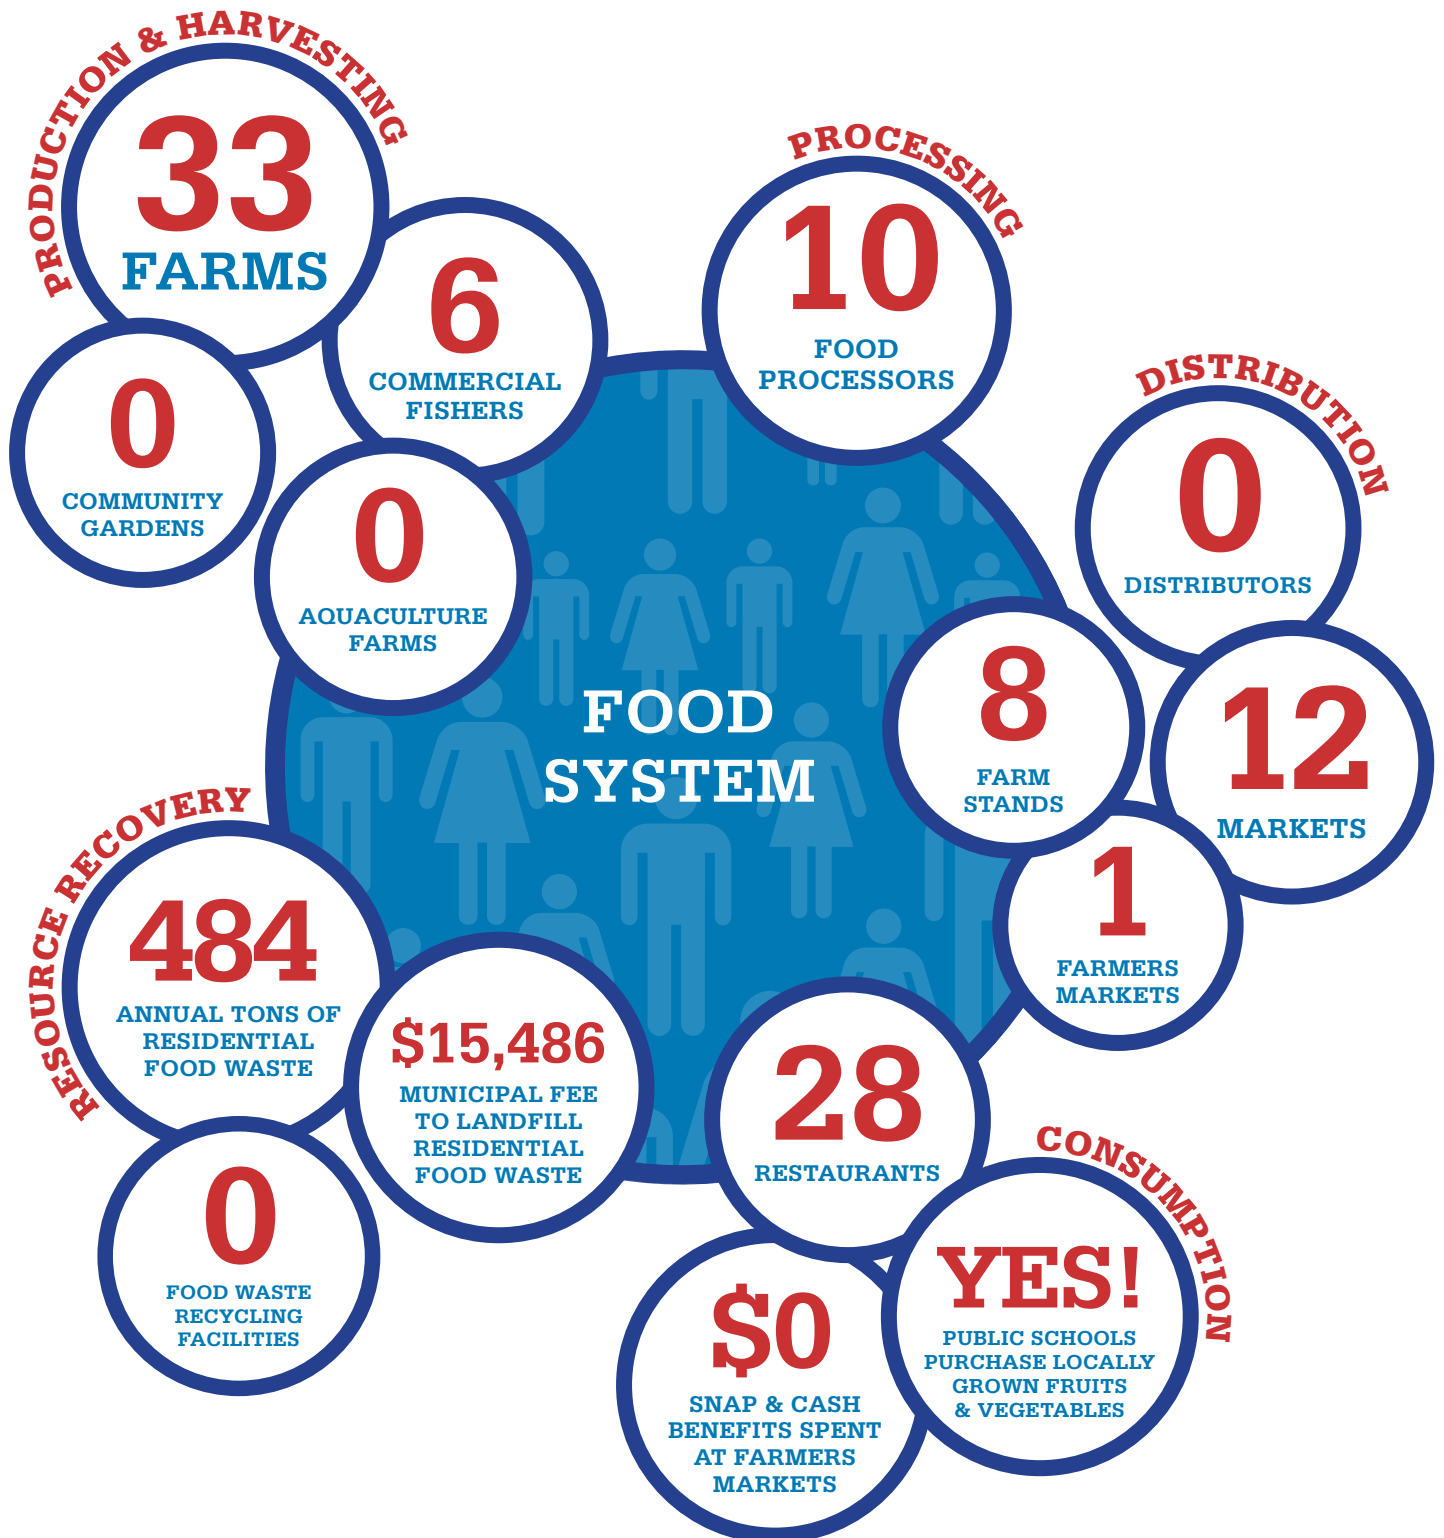 PRODUCTION & HARVESTING
33
FARMS
6
COMMERCIAL
FISHERS
0
COMMUNITY
GARDENS
0
AQUACULTURE
FARMS
PROCESSING
10
FOOD
PROCESSORS
DISTRIBUTION
0
DISTRIBUTORS
8
FARM
STANDS
12
MARKETS
1
FARMERS
MARKETS
FOOD
SYSTEM
RESOURCE RECOVERY
484
ANNUAL TONS OF
RESIDENTIAL
FOOD WASTE
$15,486
MUNICIPAL FEE
TO LANDFILL
RESIDENTIAL
FOOD WASTE
0
FOOD WASTE
RECYCLING
FACILITIES
CONSUMPTION
28
RESTAURANTS
YES!
PUBLIC SCHOOLS
PURCHASE LOCALLY
GROWN FRUITS
& VEGETABLES
$0
SNAP & CASH
BENEFITS SPENT
AT FARMERS
MARKETS